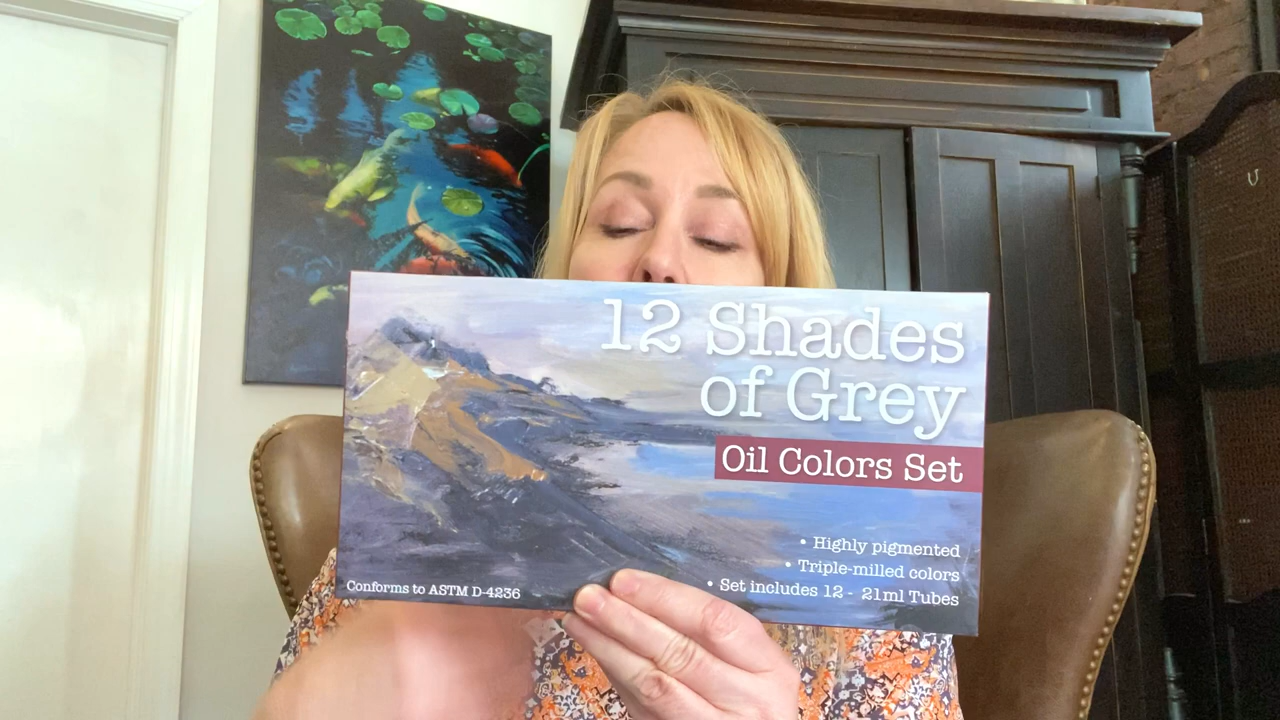 12 Shades
of Grey
Oil Colors Set
• Highly pigmented
• Triple-milled colors
• Set includes 12 - 21ml Tubes
Conforms to ASTM D-4236